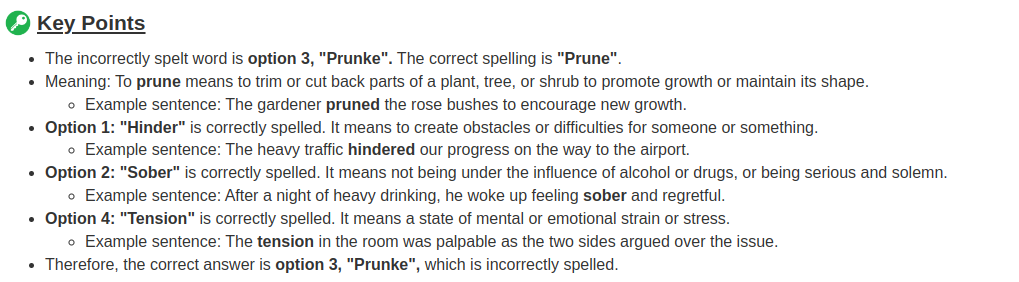 Key Points
The incorrectly spelt word is option 3, "Prunke". The correct spelling is "Prune".
Meaning: To prune means to trim or cut back parts of a plant, tree, or shrub to promote growth or maintain its shape.
Example sentence: The gardener pruned the rose bushes to encourage new growth.
Option 1: "Hinder" is correctly spelled. It means to create obstacles or difficulties for someone or something.
Example sentence: The heavy traffic hindered our progress on the way to the airport.
Option 2: "Sober" is correctly spelled. It means not being under the influence of alcohol or drugs, or being serious and solemn.
Example sentence: After a night of heavy drinking, he woke up feeling sober and regretful.
Option 4: "Tension" is correctly spelled. It means a state of mental or emotional strain or stress.
Example sentence: The tension in the room was palpable as the two sides argued over the issue.
Therefore, the correct answer is option 3, "Prunke", which is incorrectly spelled.